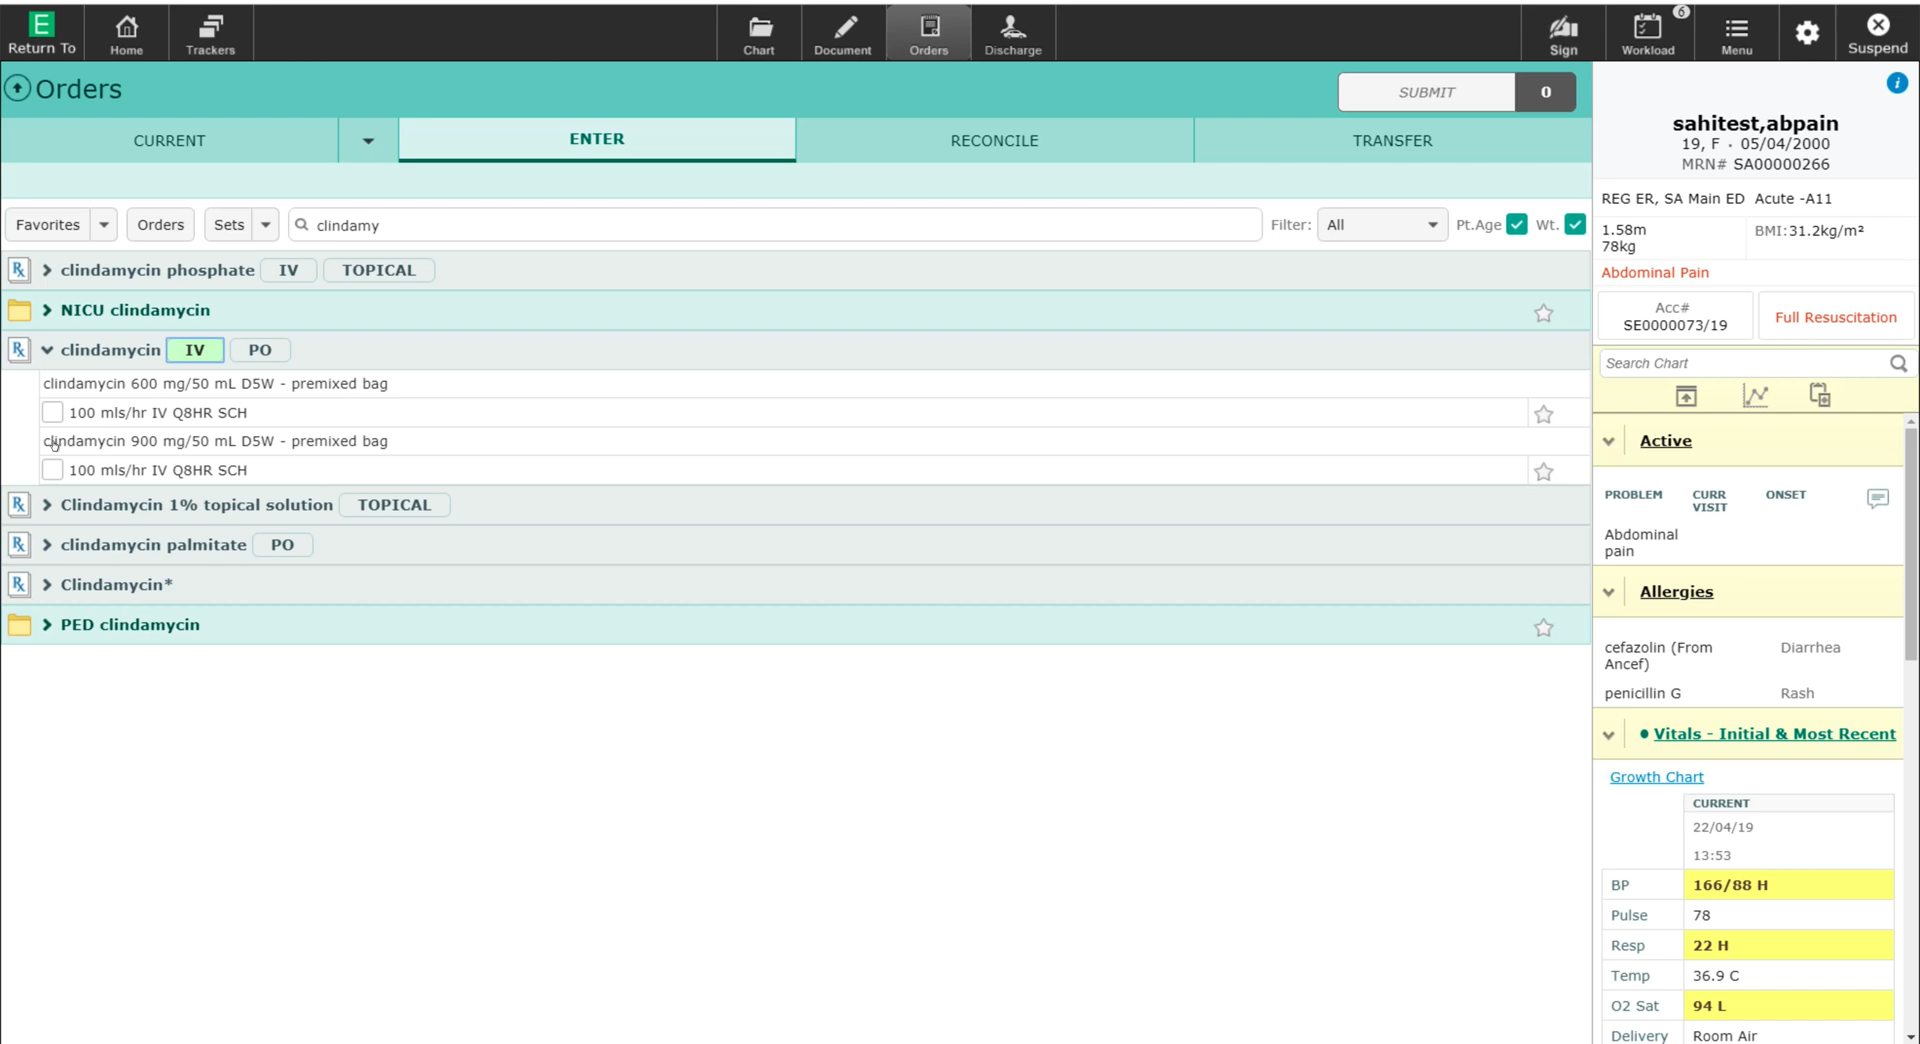 E
Return To
Home
Trackers
Chart
Document
Orders
Discharge
Sign
6
Workload
Menu
Suspend
Orders
SUBMIT 0
CURRENT
ENTER
RECONCILE
TRANSFER
Favorites
Orders
Sets
clindamy
Filter: All
Pt.Age
Wt.
Rx clindamycin phosphate IV TOPICAL
NICU clindamycin
Rx clindamycin IV PO
clindamycin 600 mg/50 mL D5W - premixed bag
100 mls/hr IV Q8HR SCH
clindamycin 900 mg/50 mL D5W - premixed bag
100 mls/hr IV Q8HR SCH
Rx Clindamycin 1% topical solution TOPICAL
Rx clindamycin palmitate PO
Rx Clindamycin*
PED clindamycin
i
sahitest,abpain
19, F · 05/04/2000
MRN# SA00000266
REG ER, SA Main ED Acute -A11
1.58m
78kg
BMI:31.2kg/m²
Abdominal Pain
Acc#
SE0000073/19
Full Resuscitation
Search Chart
Active
PROBLEM CURR VISIT ONSET
Abdominal
pain
Allergies
cefazolin (From Diarrhea
Ancef)
penicillin G Rash
• Vitals - Initial & Most Recent
Growth Chart
CURRENT
22/04/19
13:53
BP 166/88 H
Pulse 78
Resp 22 H
Temp 36.9 C
O2 Sat 94 L
Delivery Room Air